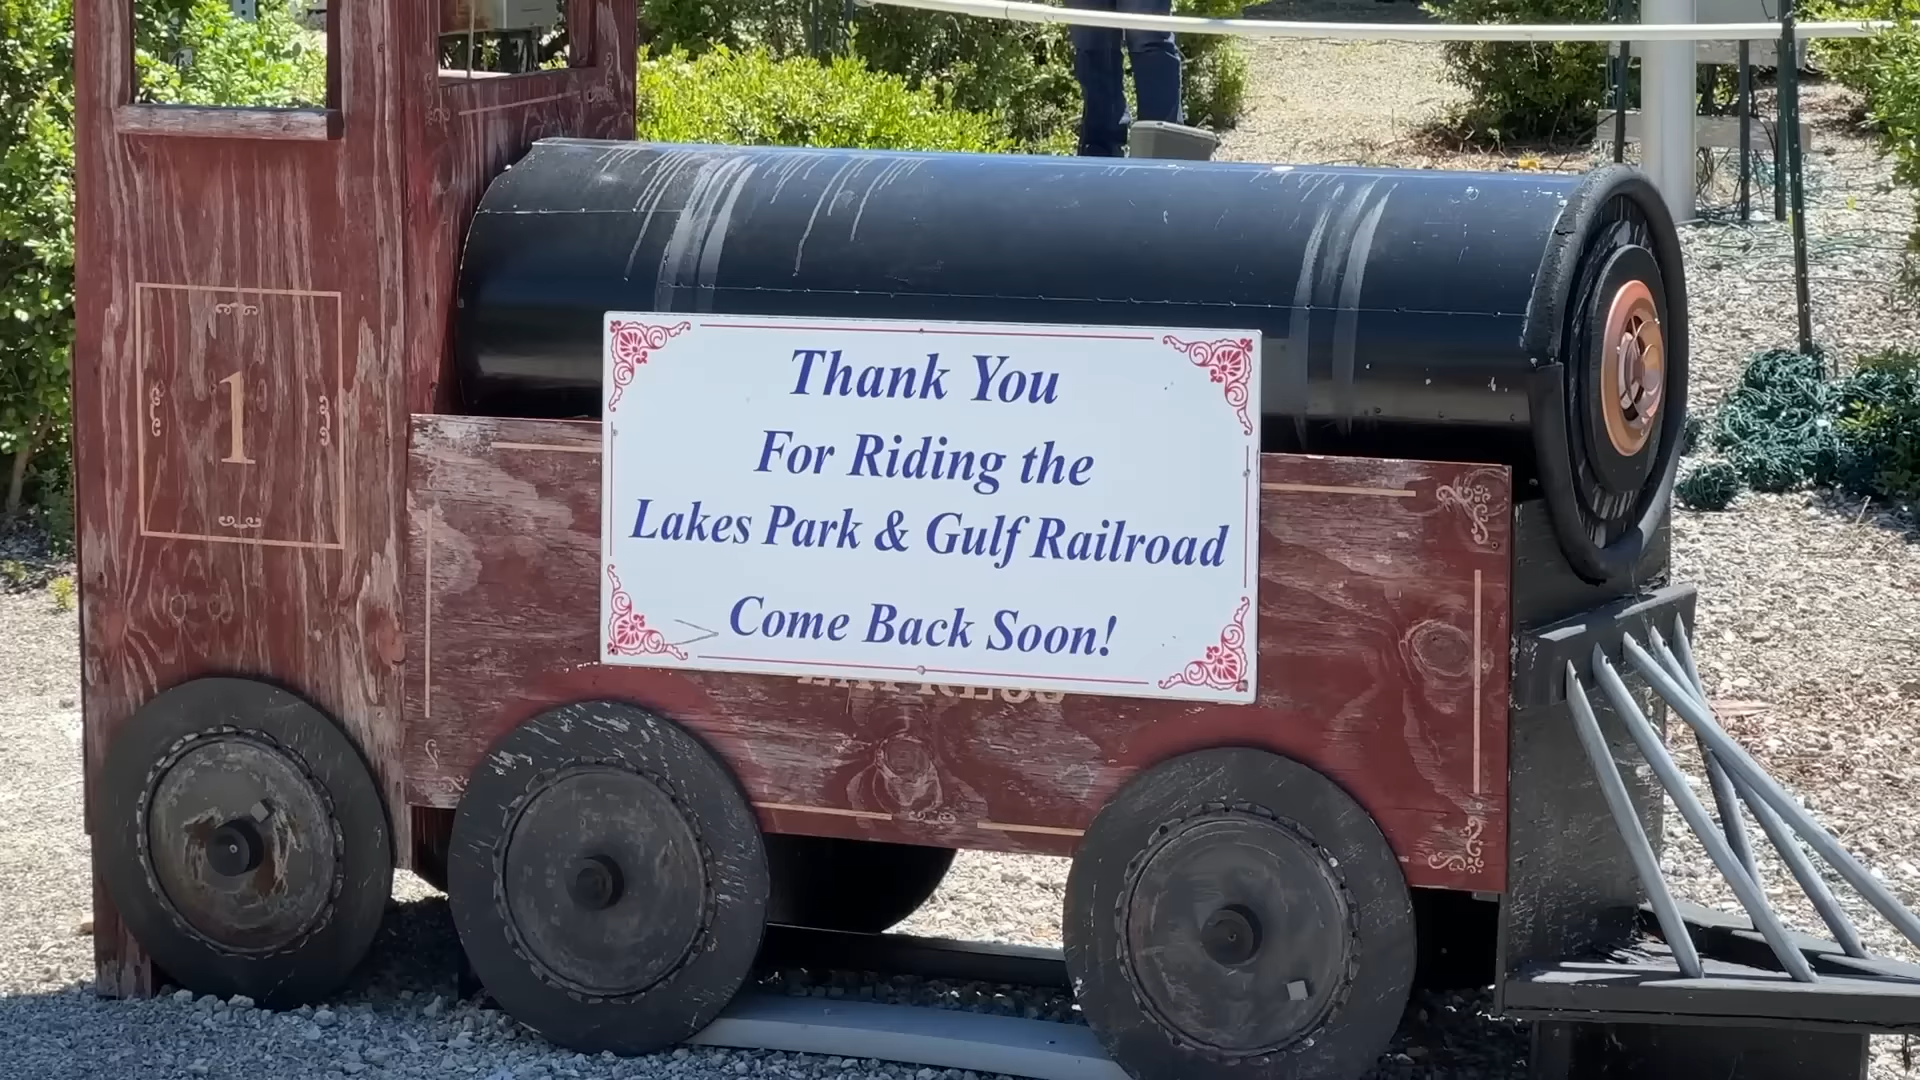 1
Thank You
For Riding the
Lakes Park & Gulf Railroad
Come Back Soon!